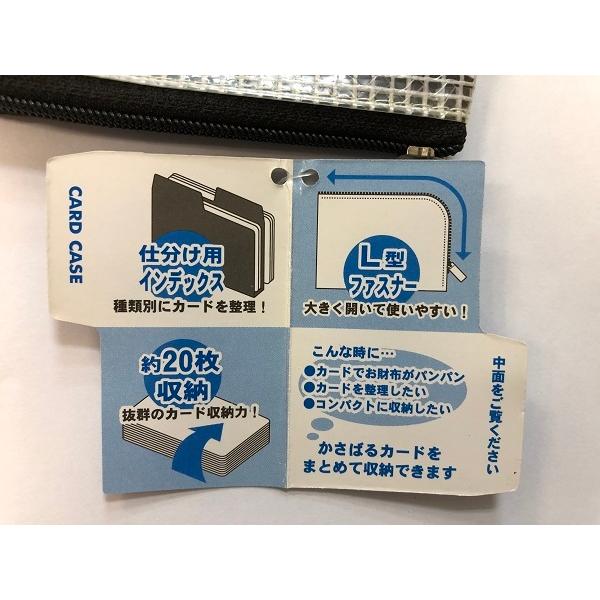 CARD CASE
仕分け用
インデックス
種類別にカードを整理！
L型
ファスナー
大きく開いて使いやすい！
約20枚
収納
抜群のカード収納力！
こんな時に…
●カードでお財布がパンパン
●カードを整理したい
●コンパクトに収納したい
かさばるカードを
まとめて収納できます
中面をご覧ください